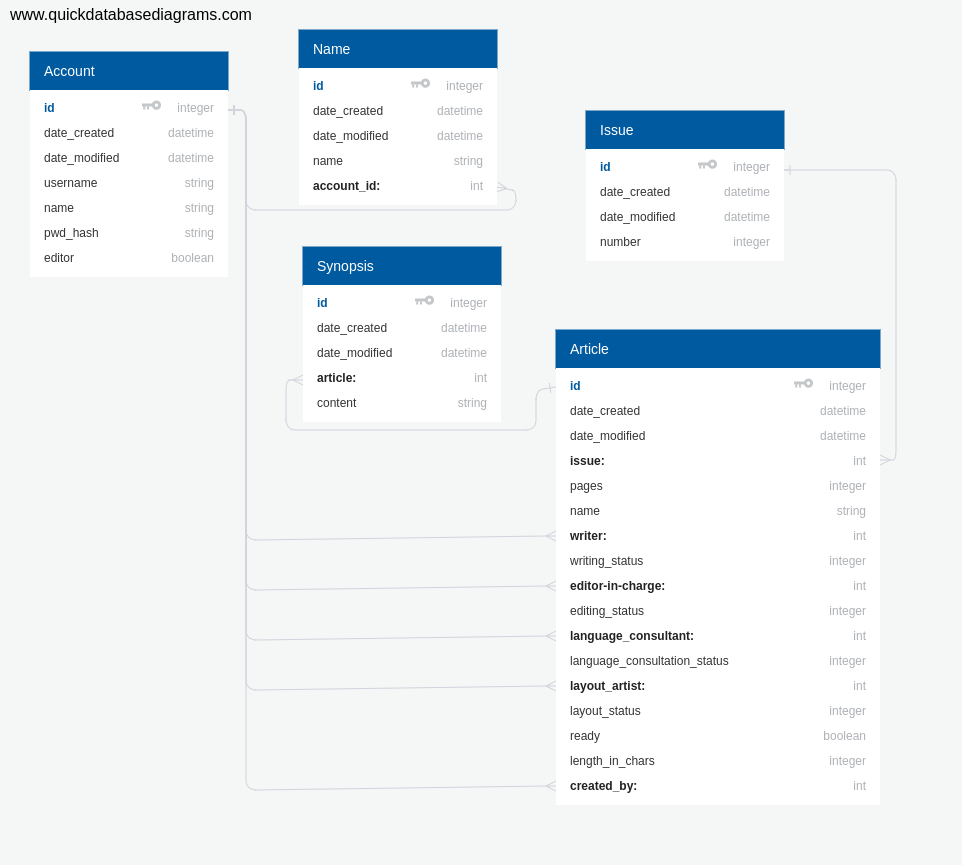 www.quickdatabasediagrams.com
Account
id integer
date_created datetime
date_modified datetime
username string
name string
pwd_hash string
editor boolean
Name
id integer
date_created datetime
date_modified datetime
name string
account_id: int
Synopsis
id integer
date_created datetime
date_modified datetime
article: int
content string
Issue
id integer
date_created datetime
date_modified datetime
number integer
Article
id integer
date_created datetime
date_modified datetime
issue: int
pages integer
name string
writer: int
writing_status integer
editor-in-charge: int
editing_status integer
language_consultant: int
language_consultation_status integer
layout_artist: int
layout_status integer
ready boolean
length_in_chars integer
created_by: int